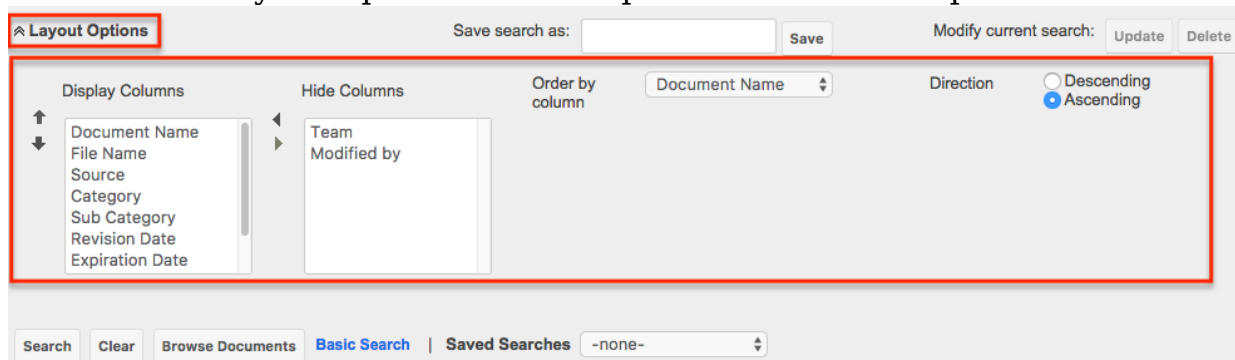 Layout Options Save search as: Save Modify current search: Update Delete
Display Columns Hide Columns Order by column Document Name Direction Descending
Ascending
Document Name Team
File Name Modified by
Source
Category
Sub Category
Revision Date
Expiration Date
Search Clear Browse Documents Basic Search | Saved Searches -none-